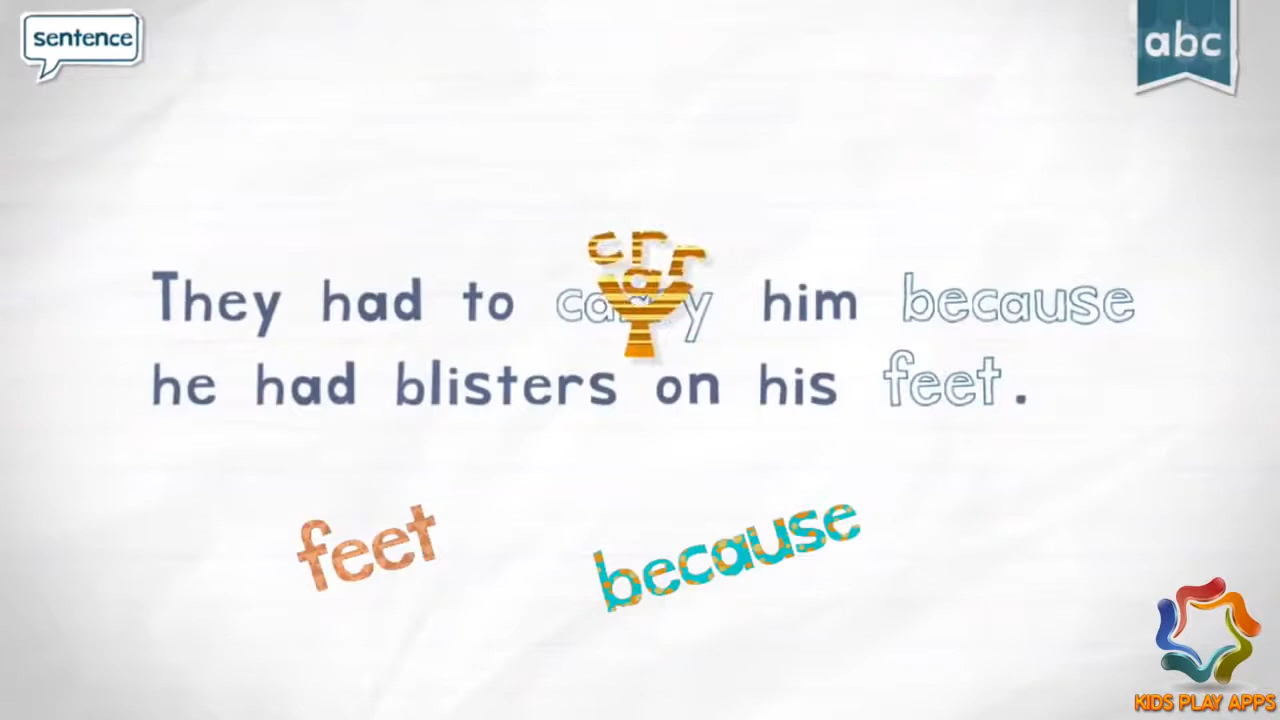 sentence
abc
They had to carry him because
he had blisters on his feet.
feet
because
KIDS PLAY APPS